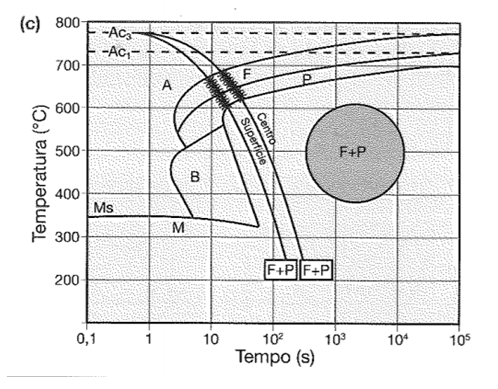 (c)
800
700
600
500
400
300
200
Temperatura (°C)
Ac₃
Ac₁
A
F
P
B
Ms
M
Superfície
Centro
F+P
F+P
F+P
0,1
1
10
10²
10³
10⁴
10⁵
Tempo (s)